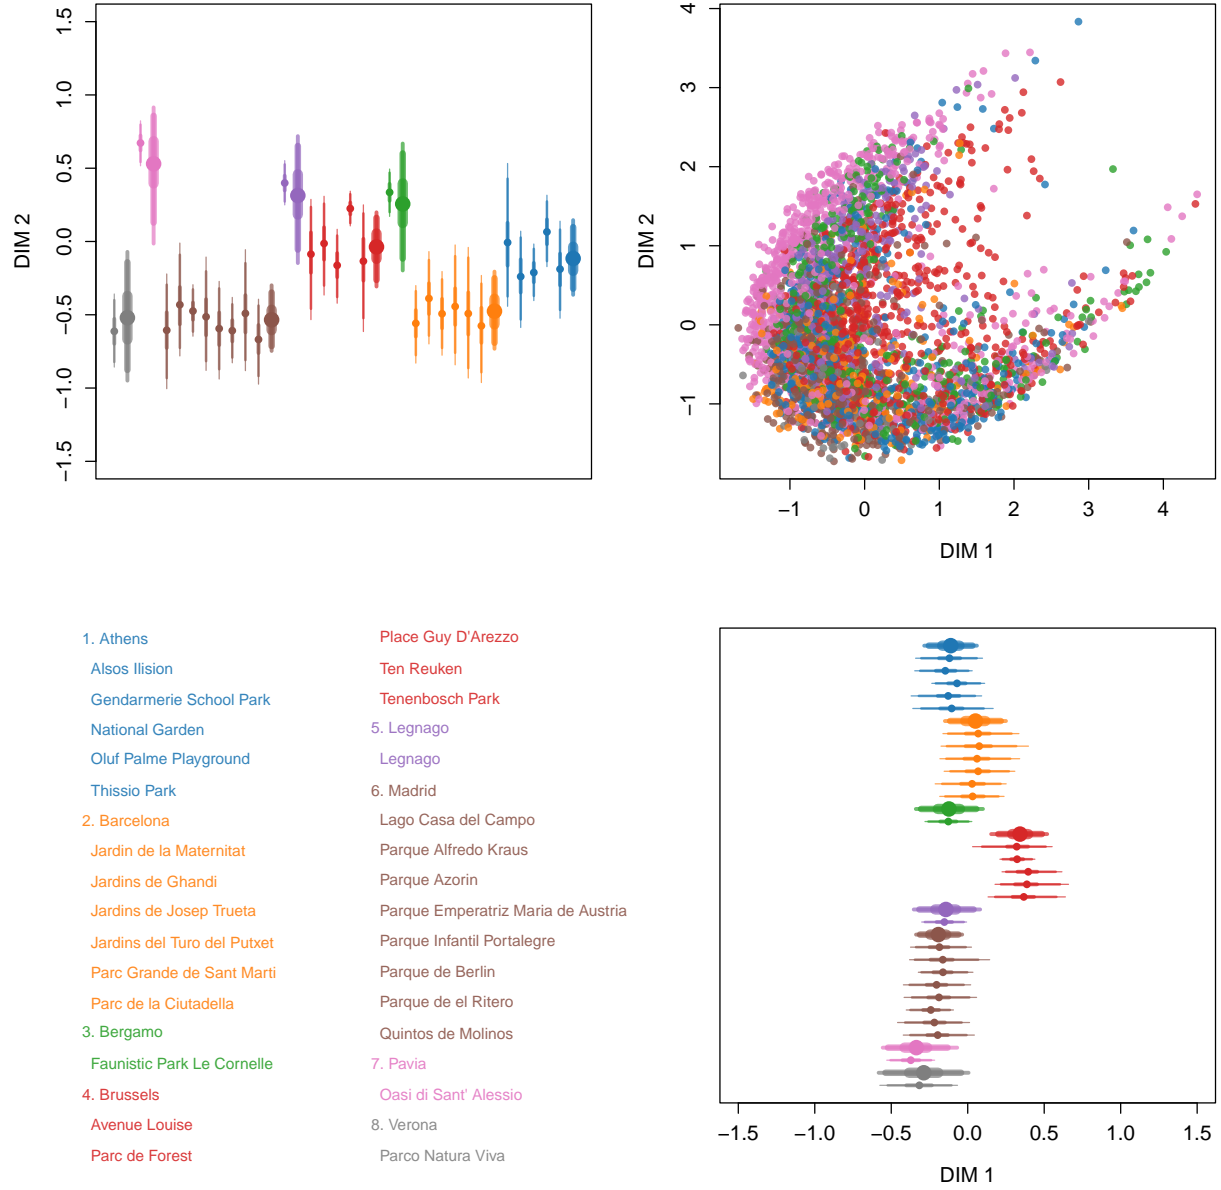 1.5
1.0
0.5
0.0
−0.5
−1.0
−1.5
DIM 2
4
3
2
1
0
−1
DIM 2
−1 0 1 2 3 4
DIM 1
1. Athens
Alsos Ilision
Gendarmerie School Park
National Garden
Oluf Palme Playground
Thissio Park
2. Barcelona
Jardin de la Maternitat
Jardins de Ghandi
Jardins de Josep Trueta
Jardins del Turo del Putxet
Parc Grande de Sant Marti
Parc de la Ciutadella
3. Bergamo
Faunistic Park Le Cornelle
4. Brussels
Avenue Louise
Parc de Forest
Place Guy D'Arezzo
Ten Reuken
Tenenbosch Park
5. Legnago
Legnago
6. Madrid
Lago Casa del Campo
Parque Alfredo Kraus
Parque Azorin
Parque Emperatriz Maria de Austria
Parque Infantil Portalegre
Parque de Berlin
Parque de el Ritero
Quintos de Molinos
7. Pavia
Oasi di Sant' Alessio
8. Verona
Parco Natura Viva
−1.5 −1.0 −0.5 0.0 0.5 1.0 1.5
DIM 1